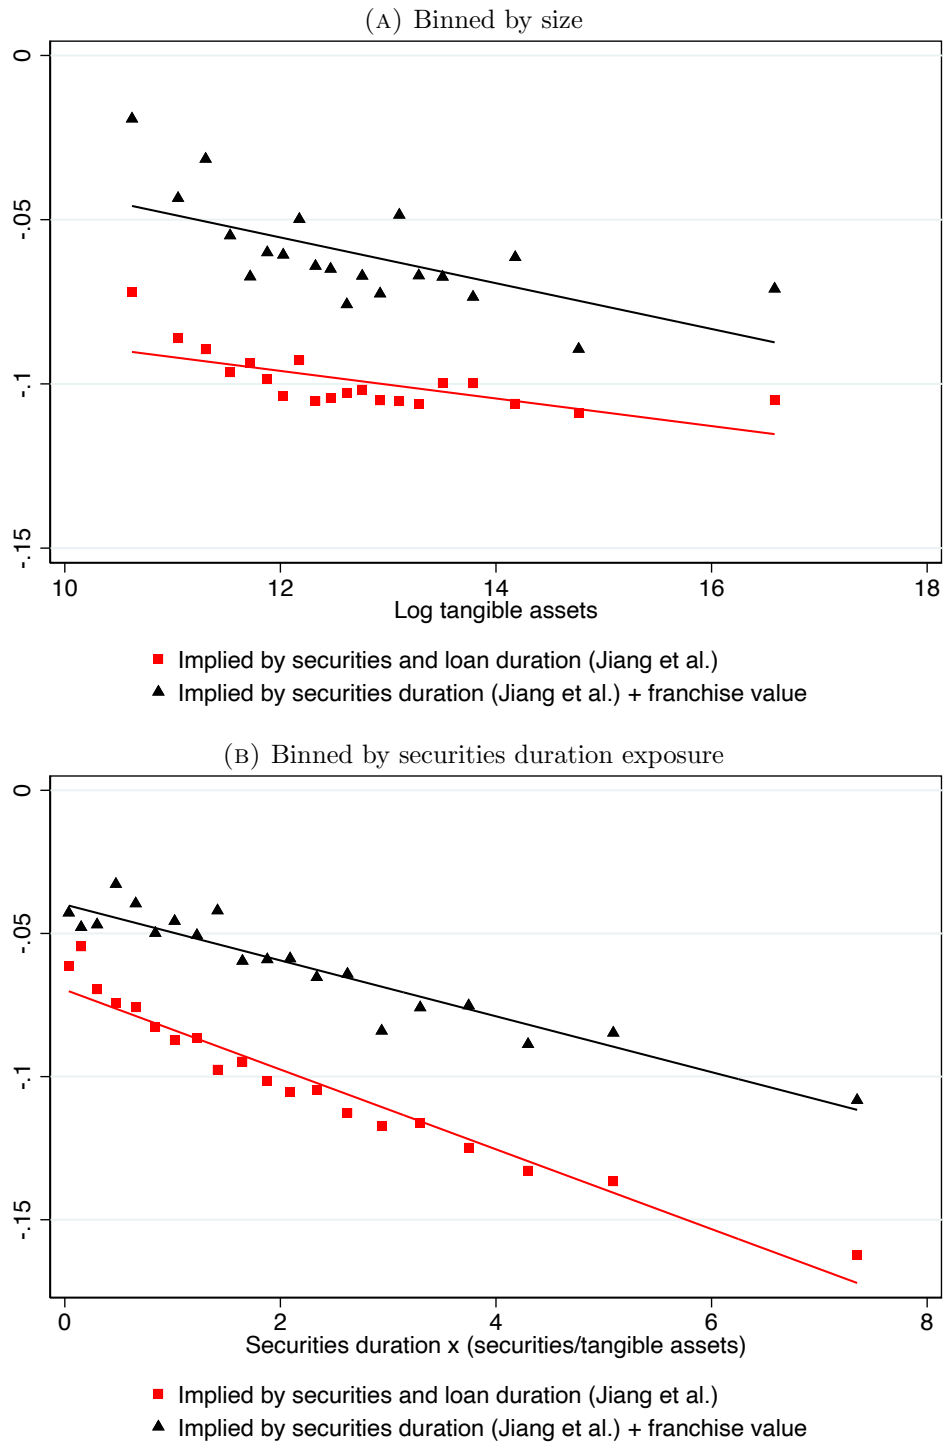 (A) Binned by size
0
-.05
-.1
-.15
10 12 14 16 18
Log tangible assets
Implied by securities and loan duration (Jiang et al.)
Implied by securities duration (Jiang et al.) + franchise value
(B) Binned by securities duration exposure
0
-.05
-.1
-.15
0 2 4 6 8
Securities duration x (securities/tangible assets)
Implied by securities and loan duration (Jiang et al.)
Implied by securities duration (Jiang et al.) + franchise value